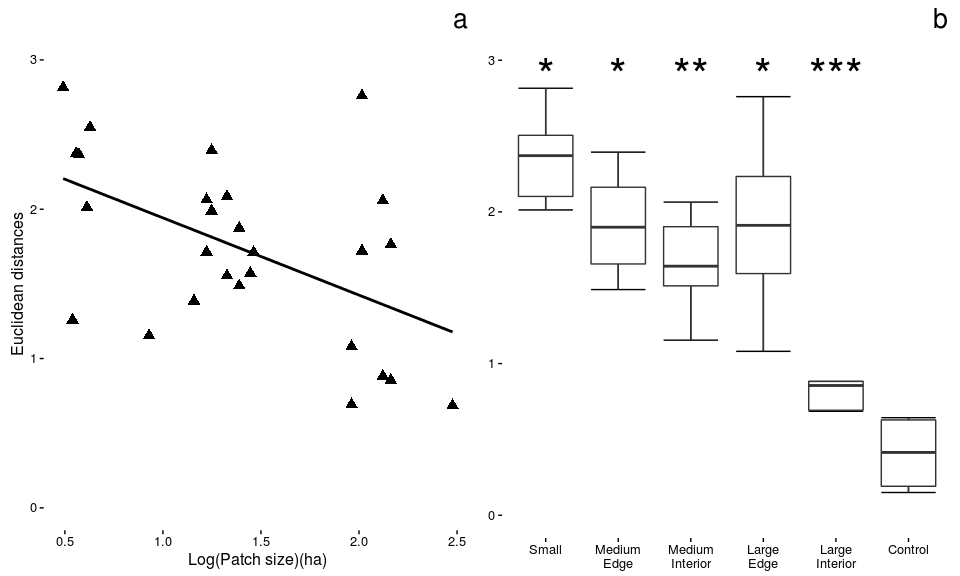 a
b
3
2
1
0
Euclidean distances
0.5 1.0 1.5 2.0 2.5
Log(Patch size)(ha)
3
2
1
0
* * ** * ***
Small Medium Medium Large Large Control
Edge Interior Edge Interior